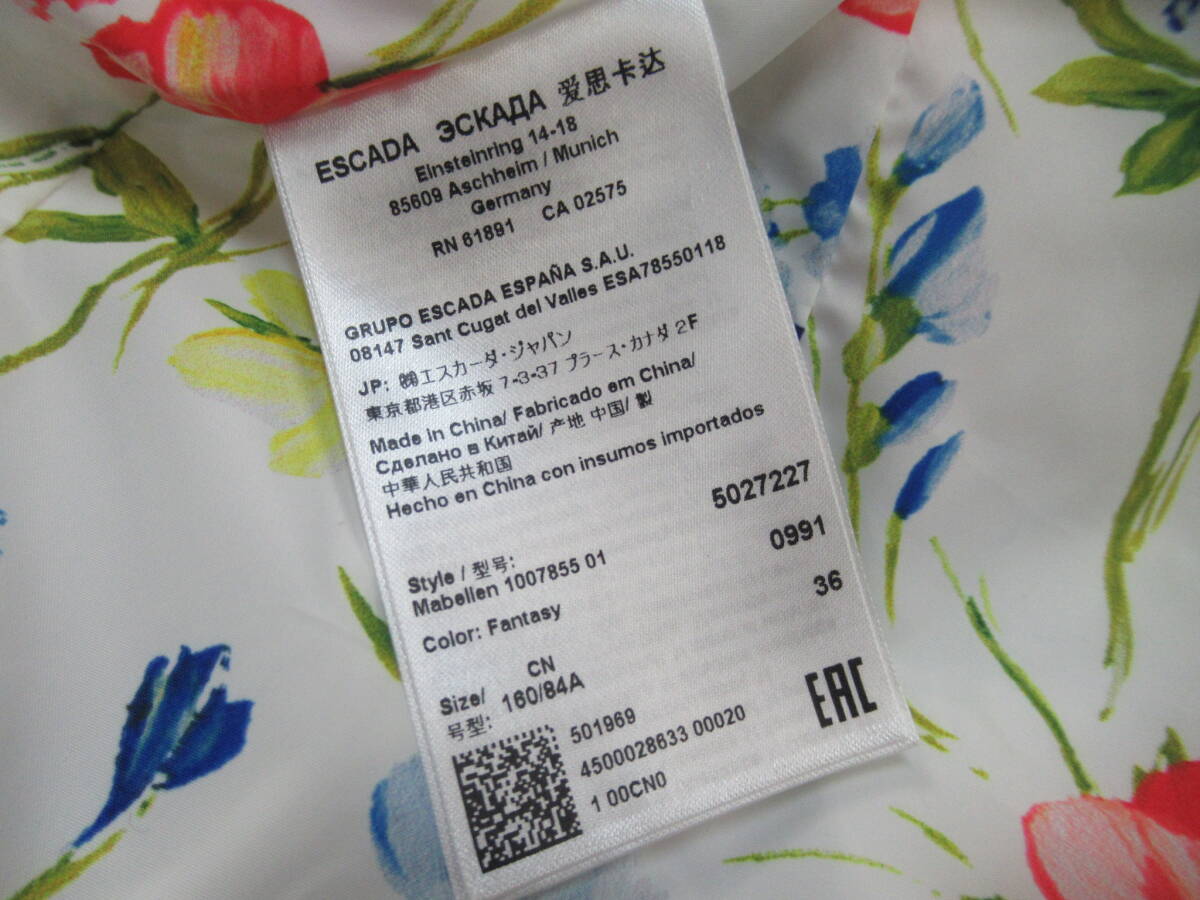 ESCADA ЭСКАДА 爱思卡达
Einsteinring 14-18
85609 Aschheim / Munich
Germany
RN 61891 CA 02575
GRUPO ESCADA ESPAÑA S.A.U.
08147 Sant Cugat del Valles ESA78550118
JP: ㈱エスカーダ・ジャパン
東京都港区赤坂 7-3-37 プラース・カナダ 2F
Made in China/ Fabricado em China/
Сделано в Китай/ 产地 中国/ 製
中華人民共和国
Hecho en China con insumos importados
5027227
Style / 型号:
0991
Mabellen 1007855 01
Color: Fantasy
36
Size/ CN
号型: 160/84A
EAC
501969
4500028633 00020
1 00CN0